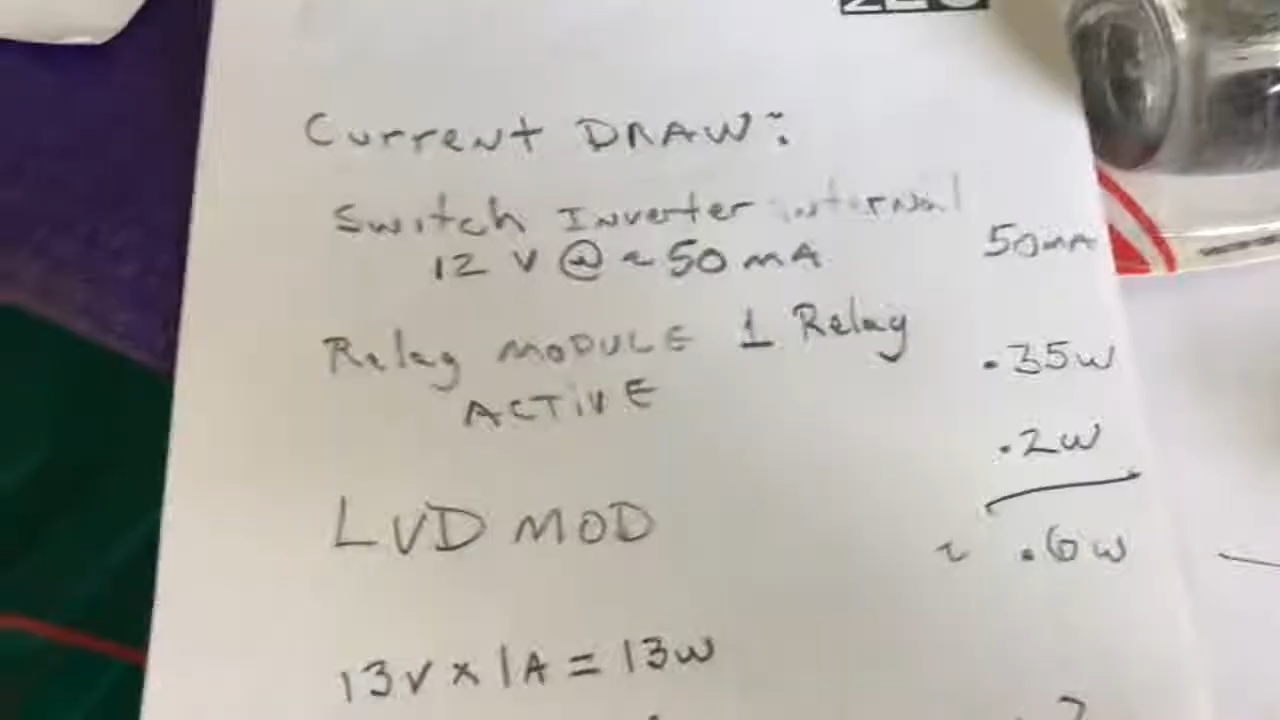 Current DRAW:
Switch Inverter internal
12 V @ ~ 50 mA
50mA
Relay MODULE 1 Relay
ACTIVE
.35W
.2W
LVD MOD
~ .6W
13V x 1A = 13W